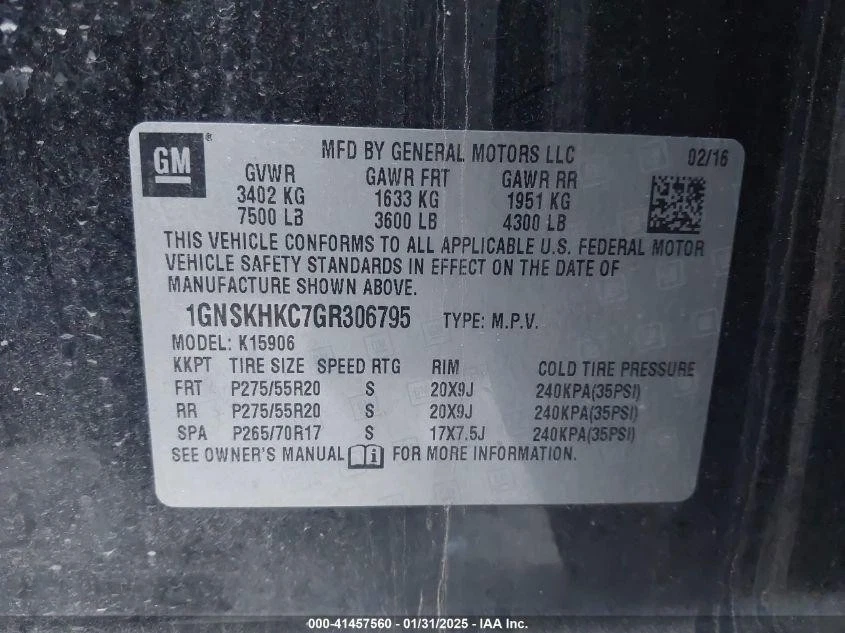 GM®
MFD BY GENERAL MOTORS LLC 02/16
GVWR GAWR FRT GAWR RR
3402 KG 1633 KG 1951 KG
7500 LB 3600 LB 4300 LB
THIS VEHICLE CONFORMS TO ALL APPLICABLE U.S. FEDERAL MOTOR
VEHICLE SAFETY STANDARDS IN EFFECT ON THE DATE OF
MANUFACTURE SHOWN ABOVE.
1GNSKHKC7GR306795 TYPE: M.P.V.
MODEL: K15906
KKPT TIRE SIZE SPEED RTG RIM COLD TIRE PRESSURE
FRT P275/55R20 S 20X9J 240KPA(35PSI)
RR P275/55R20 S 20X9J 240KPA(35PSI)
SPA P265/70R17 S 17X7.5J 240KPA(35PSI)
SEE OWNER'S MANUAL i FOR MORE INFORMATION.
000-41457560 - 01/31/2025 - IAA Inc.